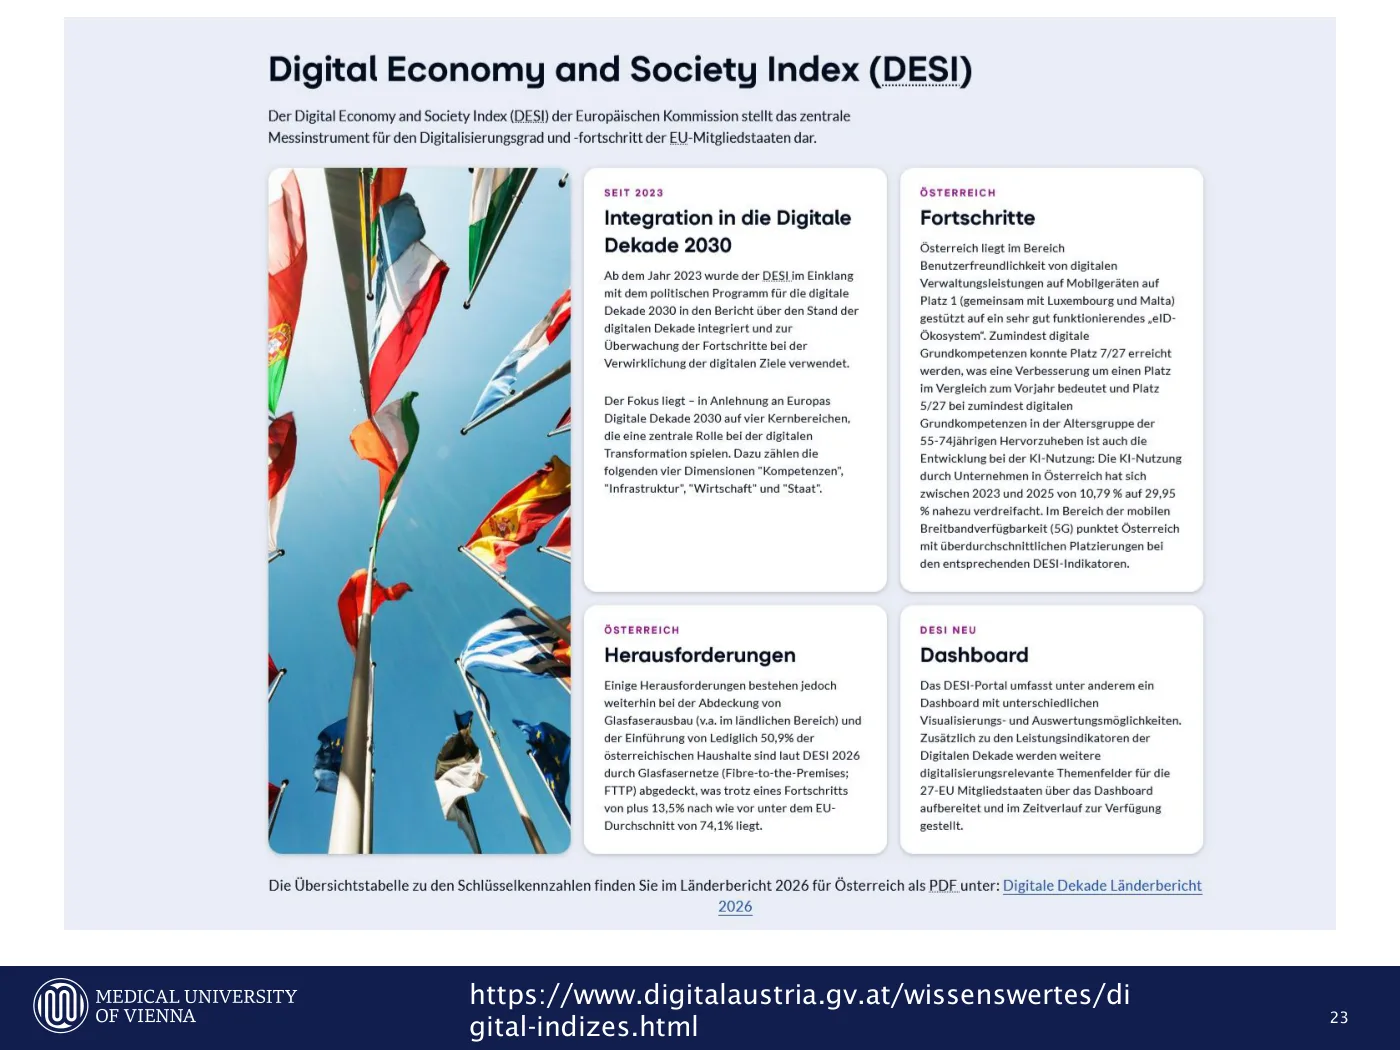 Digital Economy and Society Index (DESI)
Der Digital Economy and Society Index (DESI) der Europäischen Kommission stellt das zentrale
Messinstrument für den Digitalisierungsgrad und -fortschritt der EU-Mitgliedstaaten dar.
SEIT 2023
Integration in die Digitale
Dekade 2030
Ab dem Jahr 2023 wurde der DESI im Einklang
mit dem politischen Programm für die digitale
Dekade 2030 in den Bericht über den Stand der
digitalen Dekade integriert und zur
Überwachung der Fortschritte bei der
Verwirklichung der digitalen Ziele verwendet.
Der Fokus liegt – in Anlehnung an Europas
Digitale Dekade 2030 auf vier Kernbereichen,
die eine zentrale Rolle bei der digitalen
Transformation spielen. Dazu zählen die
folgenden vier Dimensionen "Kompetenzen",
"Infrastruktur", "Wirtschaft" und "Staat".
ÖSTERREICH
Fortschritte
Österreich liegt im Bereich
Benutzerfreundlichkeit von digitalen
Verwaltungsleistungen auf Mobilgeräten auf
Platz 1 (gemeinsam mit Luxembourg und Malta)
gestützt auf ein sehr gut funktionierendes „eID-
Ökosystem“. Zumindest digitale
Grundkompetenzen konnte Platz 7/27 erreicht
werden, was eine Verbesserung um einen Platz
im Vergleich zum Vorjahr bedeutet und Platz
5/27 bei zumindest digitalen
Grundkompetenzen in der Altersgruppe der
55-74jährigen Hervorzuheben ist auch die
Entwicklung bei der KI-Nutzung: Die KI-Nutzung
durch Unternehmen in Österreich hat sich
zwischen 2023 und 2025 von 10,79 % auf 29,95
% nahezu verdreifacht. Im Bereich der mobilen
Breitbandverfügbarkeit (5G) punktet Österreich
mit überdurchschnittlichen Platzierungen bei
den entsprechenden DESI-Indikatoren.
ÖSTERREICH
Herausforderungen
Einige Herausforderungen bestehen jedoch
weiterhin bei der Abdeckung von
Glasfaserausbau (v.a. im ländlichen Bereich) und
der Einführung von Lediglich 50,9% der
österreichischen Haushalte sind laut DESI 2026
durch Glasfasernetze (Fibre-to-the-Premises;
FTTP) abgedeckt, was trotz eines Fortschritts
von plus 13,5% nach wie vor unter dem EU-
Durchschnitt von 74,1% liegt.
DESI NEU
Dashboard
Das DESI-Portal umfasst unter anderem ein
Dashboard mit unterschiedlichen
Visualisierungs- und Auswertungsmöglichkeiten.
Zusätzlich zu den Leistungsindikatoren der
Digitalen Dekade werden weitere
digitalisierungsrelevante Themenfelder für die
27-EU Mitgliedstaaten über das Dashboard
aufbereitet und im Zeitverlauf zur Verfügung
gestellt.
Die Übersichtstabelle zu den Schlüsselkennzahlen finden Sie im Länderbericht 2026 für Österreich als PDF unter: Digitale Dekade Länderbericht
2026
MEDICAL UNIVERSITY
OF VIENNA
https://www.digitalaustria.gv.at/wissenswertes/di
gital-indizes.html
23